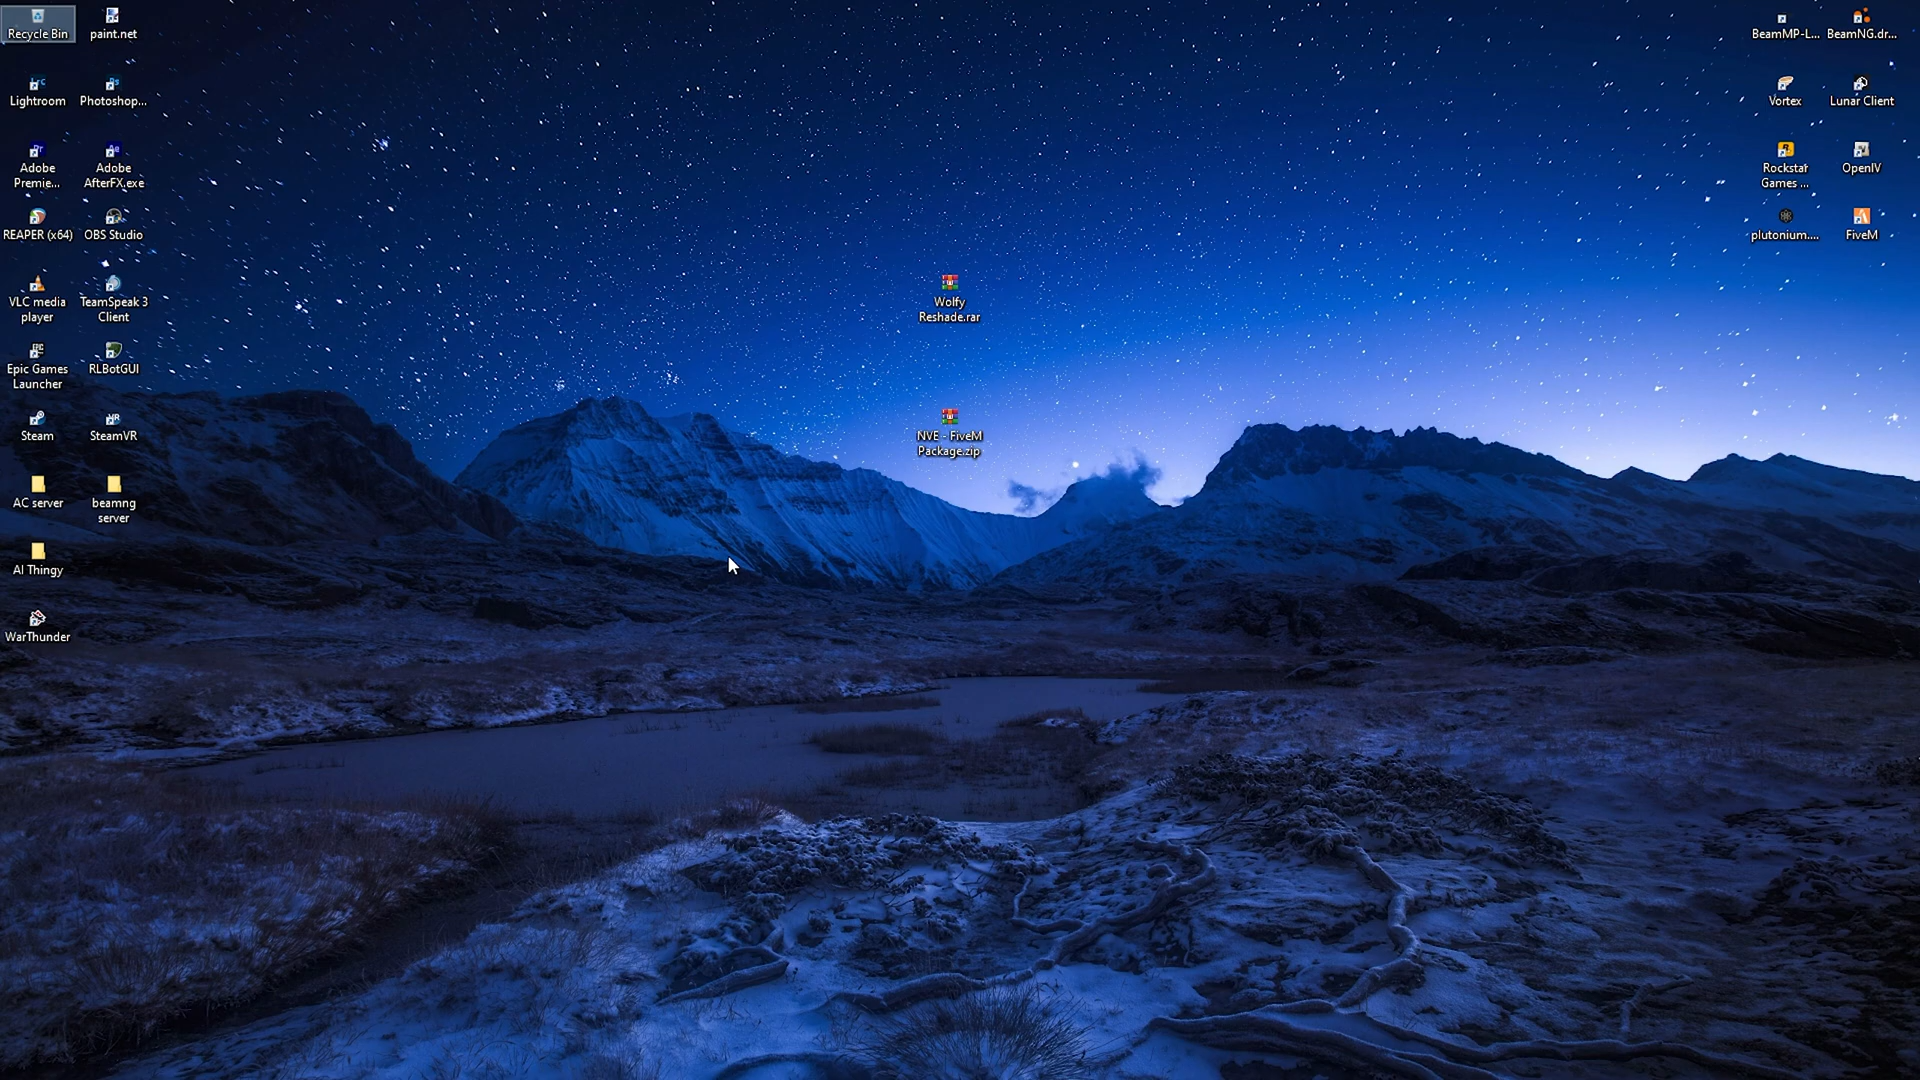 Recycle Bin
paint.net
BeamMP-L...
BeamNG.dr...
Lightroom
Photoshop...
Vortex
Lunar Client
Adobe
Premie...
Adobe
AfterFX.exe
Rockstar
Games ...
OpenIV
REAPER (x64)
OBS Studio
plutonium....
FiveM
VLC media
player
TeamSpeak 3
Client
Wolfy
Reshade.rar
Epic Games
Launcher
RLBotGUI
Steam
SteamVR
NVE - FiveM
Package.zip
AC server
beamng
server
AI Thingy
WarThunder